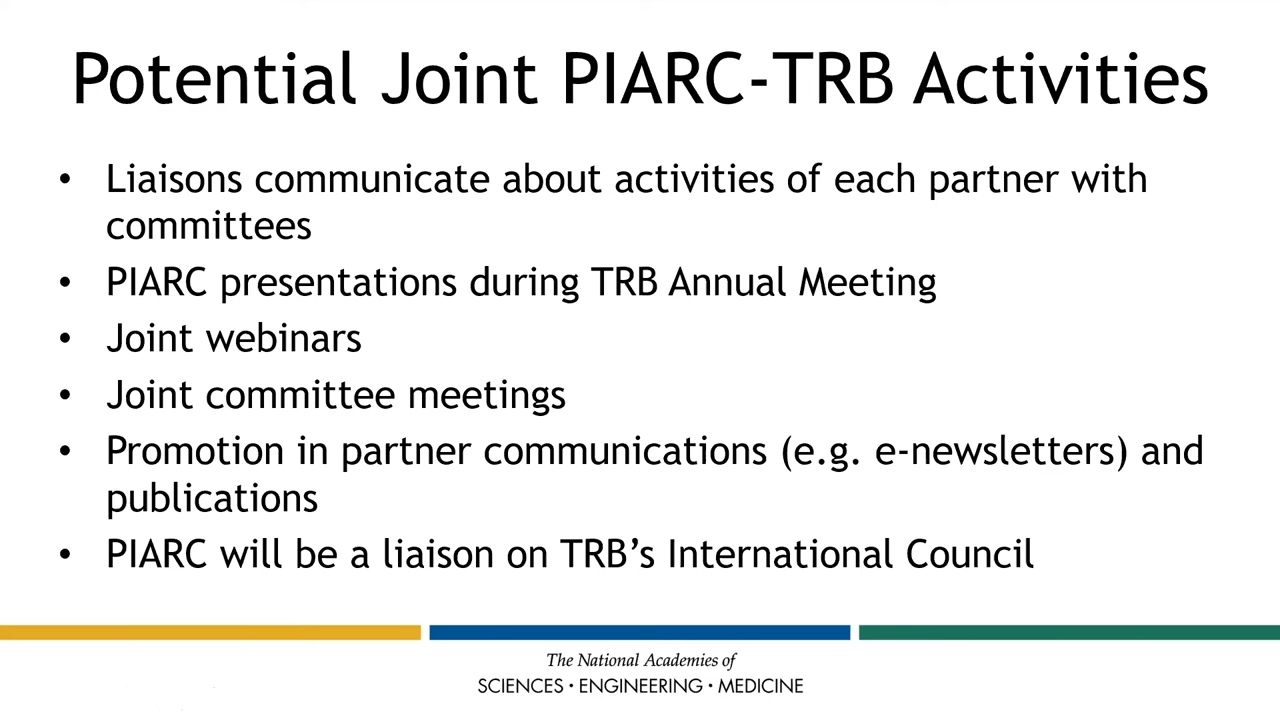 Potential Joint PIARC-TRB Activities
• Liaisons communicate about activities of each partner with
committees
• PIARC presentations during TRB Annual Meeting
• Joint webinars
• Joint committee meetings
• Promotion in partner communications (e.g. e-newsletters) and
publications
• PIARC will be a liaison on TRB’s International Council
The National Academies of
SCIENCES · ENGINEERING · MEDICINE